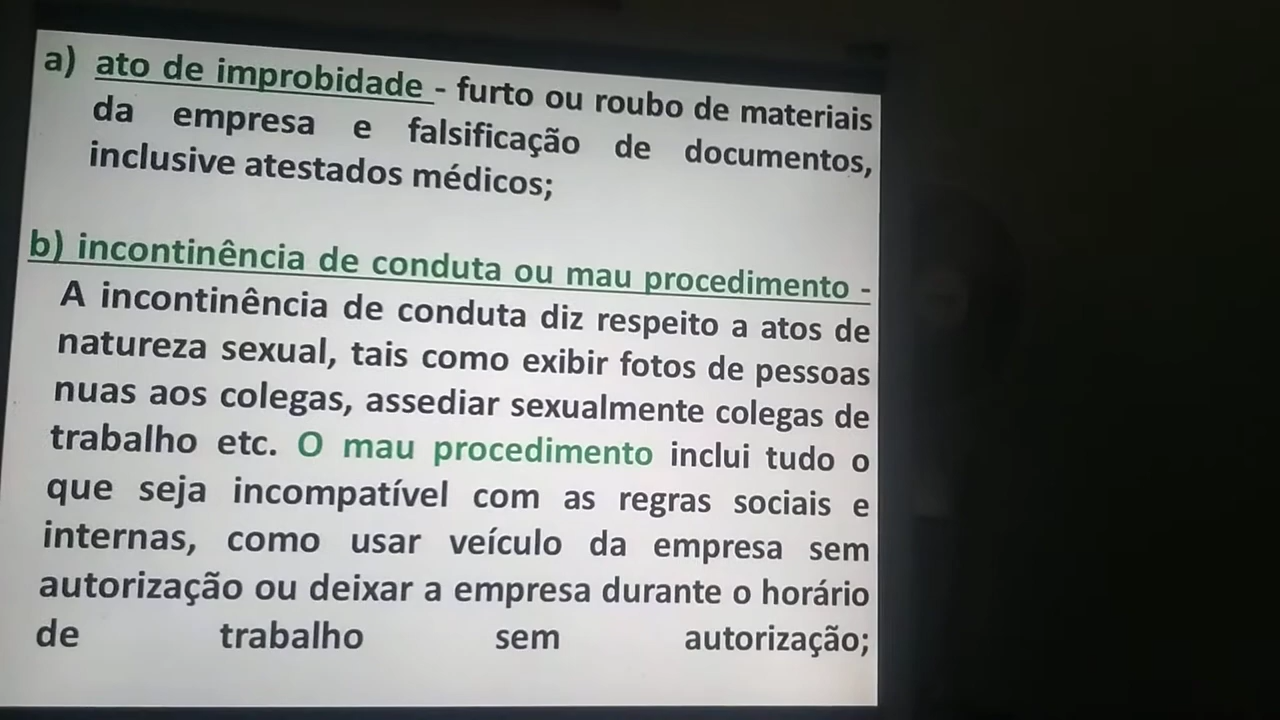 a) ato de improbidade - furto ou roubo de materiais
da empresa e falsificação de documentos,
inclusive atestados médicos;
b) incontinência de conduta ou mau procedimento -
A incontinência de conduta diz respeito a atos de
natureza sexual, tais como exibir fotos de pessoas
nuas aos colegas, assediar sexualmente colegas de
trabalho etc. O mau procedimento inclui tudo o
que seja incompatível com as regras sociais e
internas, como usar veículo da empresa sem
autorização ou deixar a empresa durante o horário
de trabalho sem autorização;